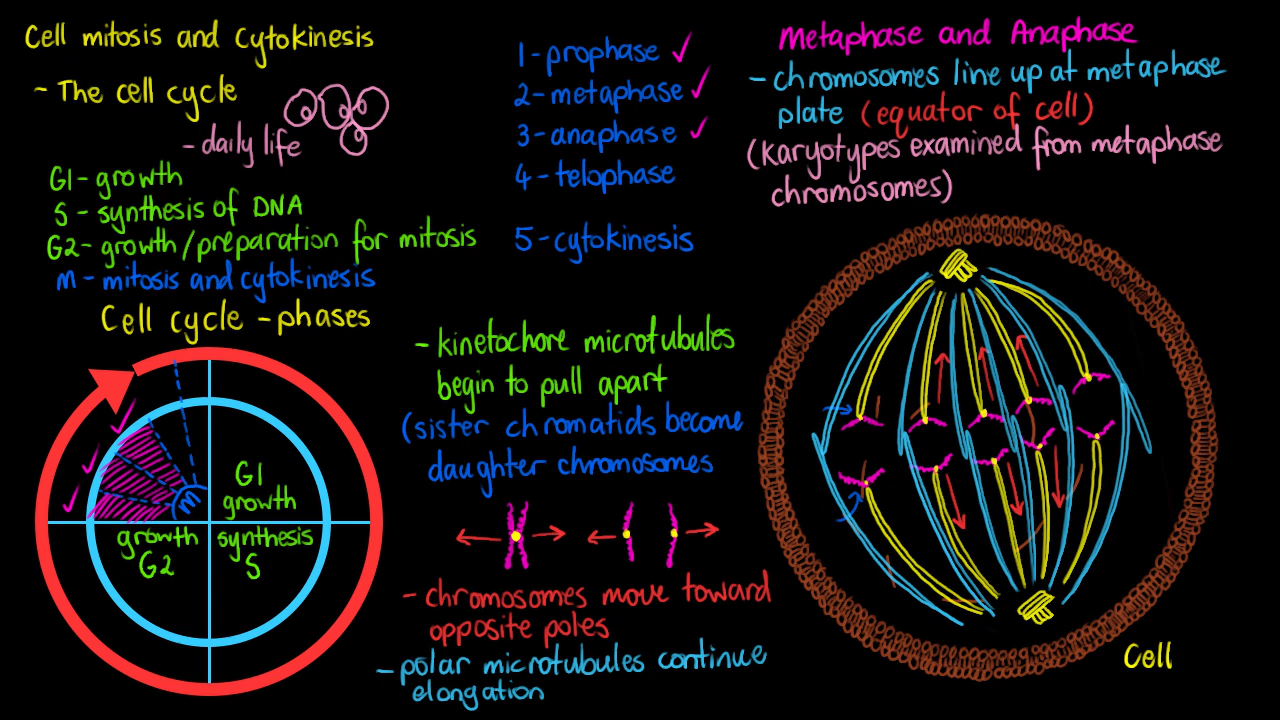 Cell mitosis and cytokinesis
- The cell cycle
- daily life
G1- growth
S - synthesis of DNA
G2- growth/preparation for mitosis
M - mitosis and cytokinesis
Cell cycle - phases
G1
growth
growth
G2
synthesis
S
M
1-prophase ✓
2-metaphase ✓
3-anaphase ✓
4-telophase
5-cytokinesis
- kinetochore microtubules
begin to pull apart
(sister chromatids become
daughter chromosomes
- chromosomes move toward
opposite poles
- polar microtubules continue
elongation
Metaphase and Anaphase
- chromosomes line up at metaphase
plate (equator of cell)
(Karyotypes examined from metaphase
chromosomes)
Cell